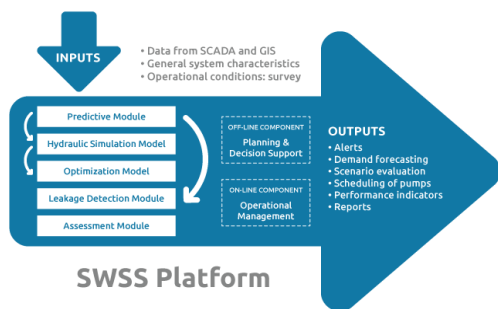 INPUTS
• Data from SCADA and GIS
• General system characteristics
• Operational conditions: survey
Predictive Module
Hydraulic Simulation Model
Optimization Model
Leakage Detection Module
Assessment Module
OFF-LINE COMPONENT
Planning &
Decision Support
ON-LINE COMPONENT
Operational
Management
OUTPUTS
• Alerts
• Demand forecasting
• Scenario evaluation
• Scheduling of pumps
• Performance indicators
• Reports
SWSS Platform